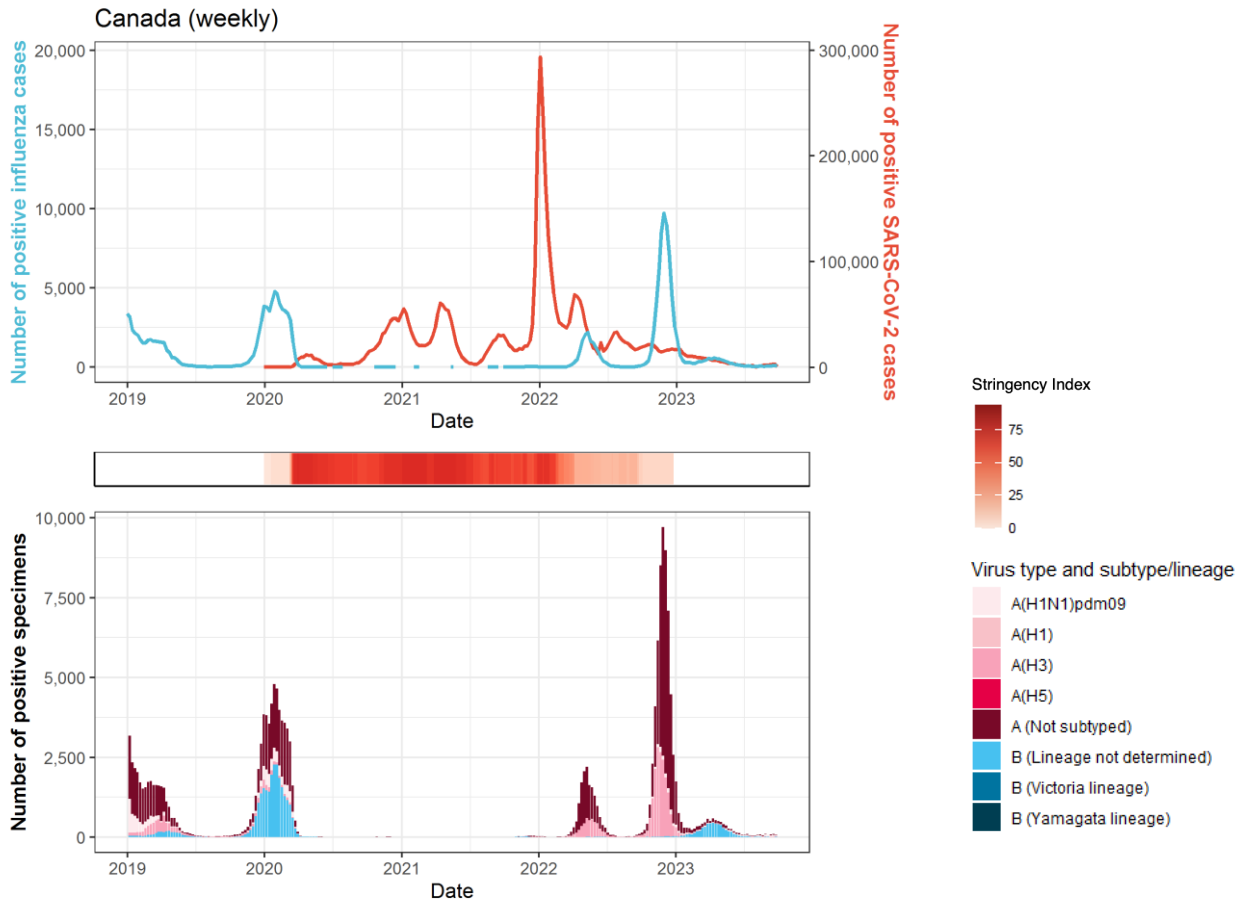 Canada (weekly)
Number of positive influenza cases
20,000
15,000
10,000
5,000
0
300,000
200,000
100,000
0
Number of positive SARS-CoV-2 cases
2019 2020 2021 2022 2023
Date
Stringency Index
75
50
25
0
Number of positive specimens
10,000
7,500
5,000
2,500
0
2019 2020 2021 2022 2023
Date
Virus type and subtype/lineage
A(H1N1)pdm09
A(H1)
A(H3)
A(H5)
A (Not subtyped)
B (Lineage not determined)
B (Victoria lineage)
B (Yamagata lineage)